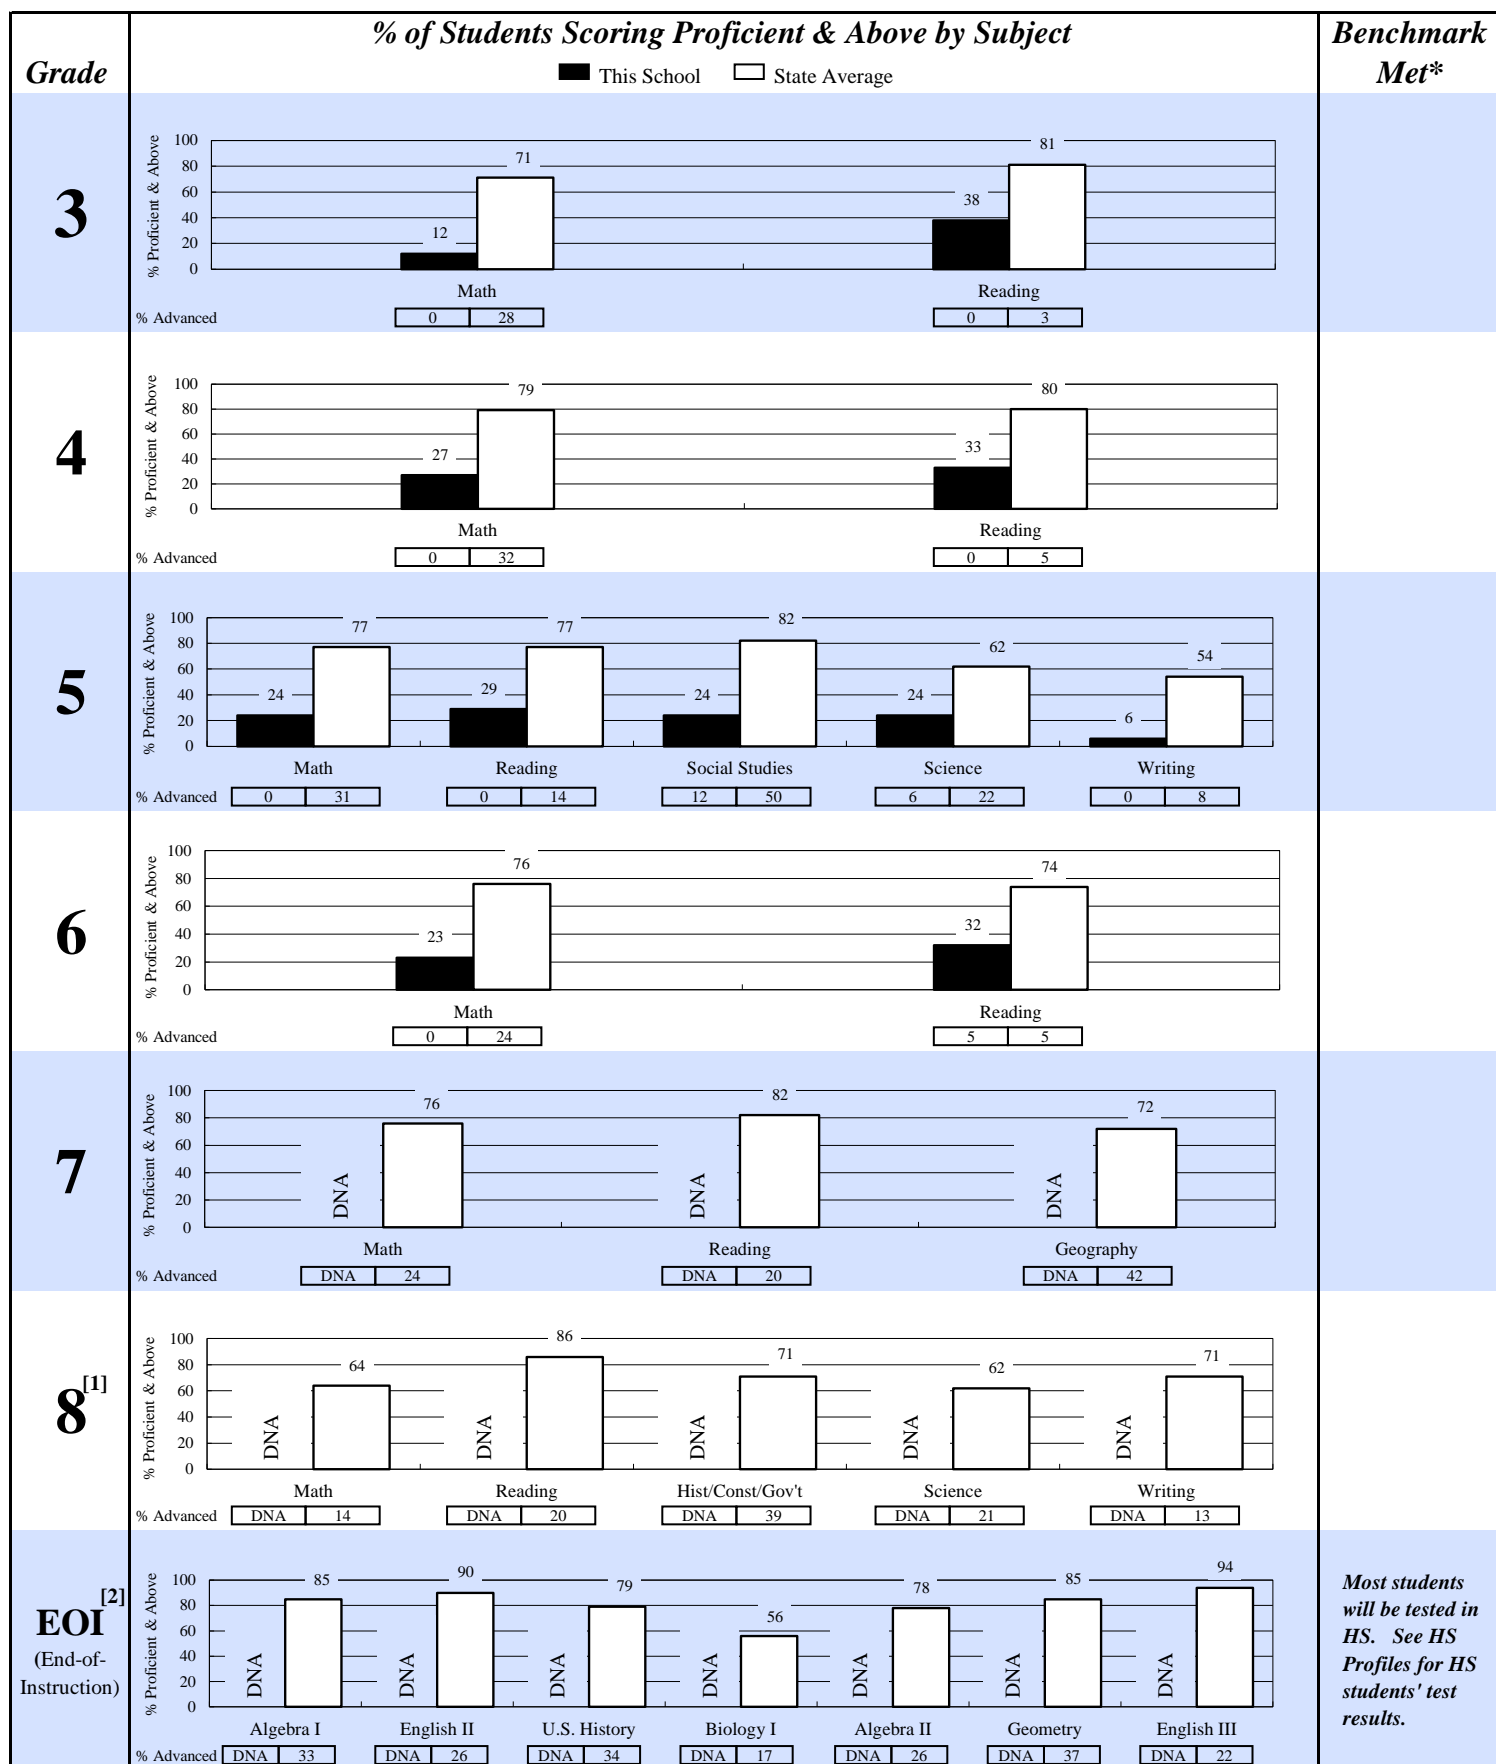 % of Students Scoring Proficient & Above by Subject
Benchmark
Met*
Grade
This School State Average
3
% Proficient & Above
100
80
60
40
20
0
12 71
38 81
Math Reading
% Advanced 0 28 0 3
4
% Proficient & Above
100
80
60
40
20
0
27 79
33 80
Math Reading
% Advanced 0 32 0 5
5
% Proficient & Above
100
80
60
40
20
0
24 77
29 77
24 82
24 62
6 54
Math Reading Social Studies Science Writing
% Advanced 0 31 0 14 12 50 6 22 0 8
6
% Proficient & Above
100
80
60
40
20
0
23 76
32 74
Math Reading
% Advanced 0 24 5 5
7
% Proficient & Above
100
80
60
40
20
0
DNA 76
DNA 82
DNA 72
Math Reading Geography
% Advanced DNA 24 DNA 20 DNA 42
8[1]
% Proficient & Above
100
80
60
40
20
0
DNA 64
DNA 86
DNA 71
DNA 62
DNA 71
Math Reading Hist/Const/Gov't Science Writing
% Advanced DNA 14 DNA 20 DNA 39 DNA 21 DNA 13
EOI[2]
(End-of-
Instruction)
% Proficient & Above
100
80
60
40
20
0
DNA 85
DNA 90
DNA 79
DNA 56
DNA 78
DNA 85
DNA 94
Algebra I English II U.S. History Biology I Algebra II Geometry English III
% Advanced DNA 33 DNA 26 DNA 34 DNA 17 DNA 26 DNA 37 DNA 22
Most students
will be tested in
HS. See HS
Profiles for HS
students' test
results.